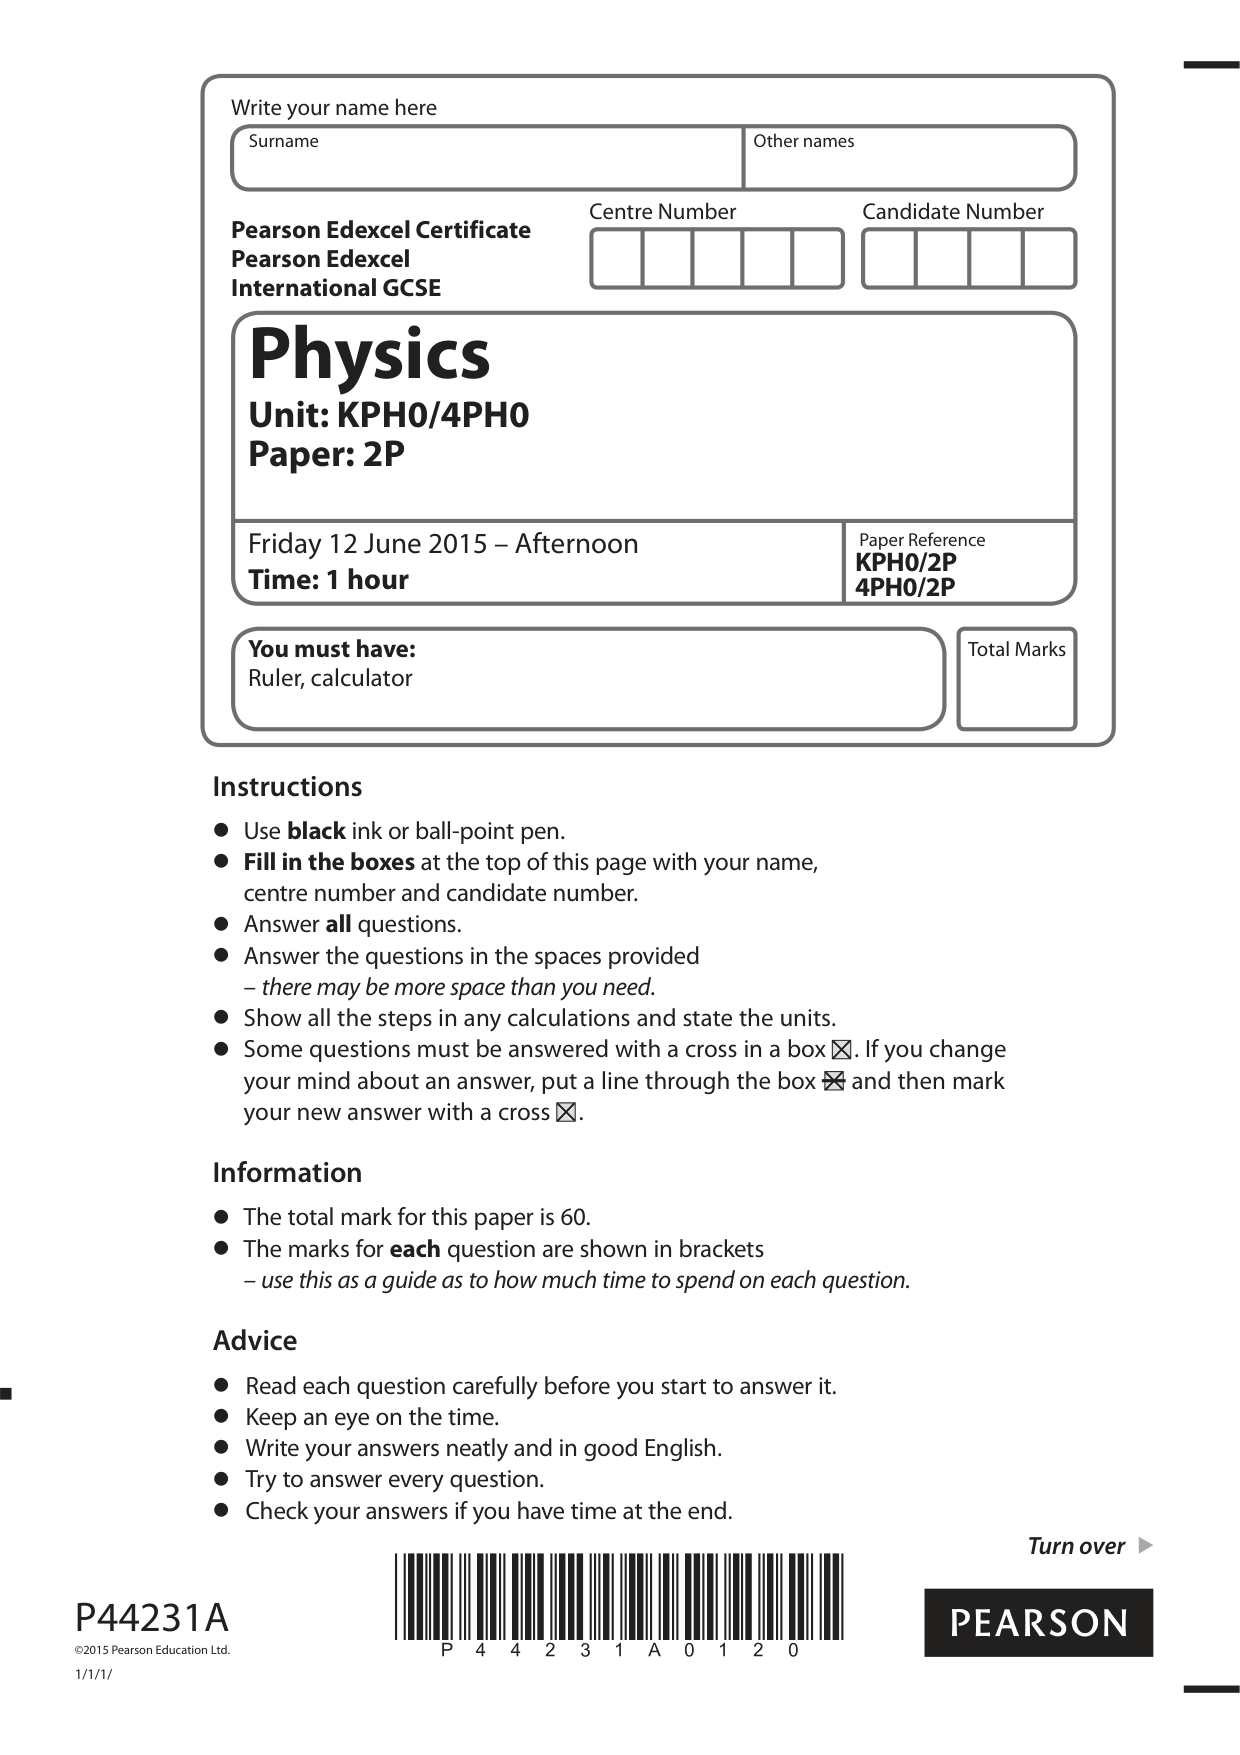 Write your name here
Surname
Other names
Pearson Edexcel Certificate
Pearson Edexcel
International GCSE
Centre Number
Candidate Number
Physics
Unit: KPH0/4PH0
Paper: 2P
Friday 12 June 2015 – Afternoon
Time: 1 hour
Paper Reference
KPH0/2P
4PH0/2P
You must have:
Ruler, calculator
Total Marks
Instructions
● Use black ink or ball-point pen.
● Fill in the boxes at the top of this page with your name,
centre number and candidate number.
● Answer all questions.
● Answer the questions in the spaces provided
– there may be more space than you need.
● Show all the steps in any calculations and state the units.
● Some questions must be answered with a cross in a box ☒. If you change
your mind about an answer, put a line through the box ☒ and then mark
your new answer with a cross ☒.
Information
● The total mark for this paper is 60.
● The marks for each question are shown in brackets
– use this as a guide as to how much time to spend on each question.
Advice
● Read each question carefully before you start to answer it.
● Keep an eye on the time.
● Write your answers neatly and in good English.
● Try to answer every question.
● Check your answers if you have time at the end.
Turn over
P44231A
©2015 Pearson Education Ltd.
1/1/1/
P44231A0120
PEARSON